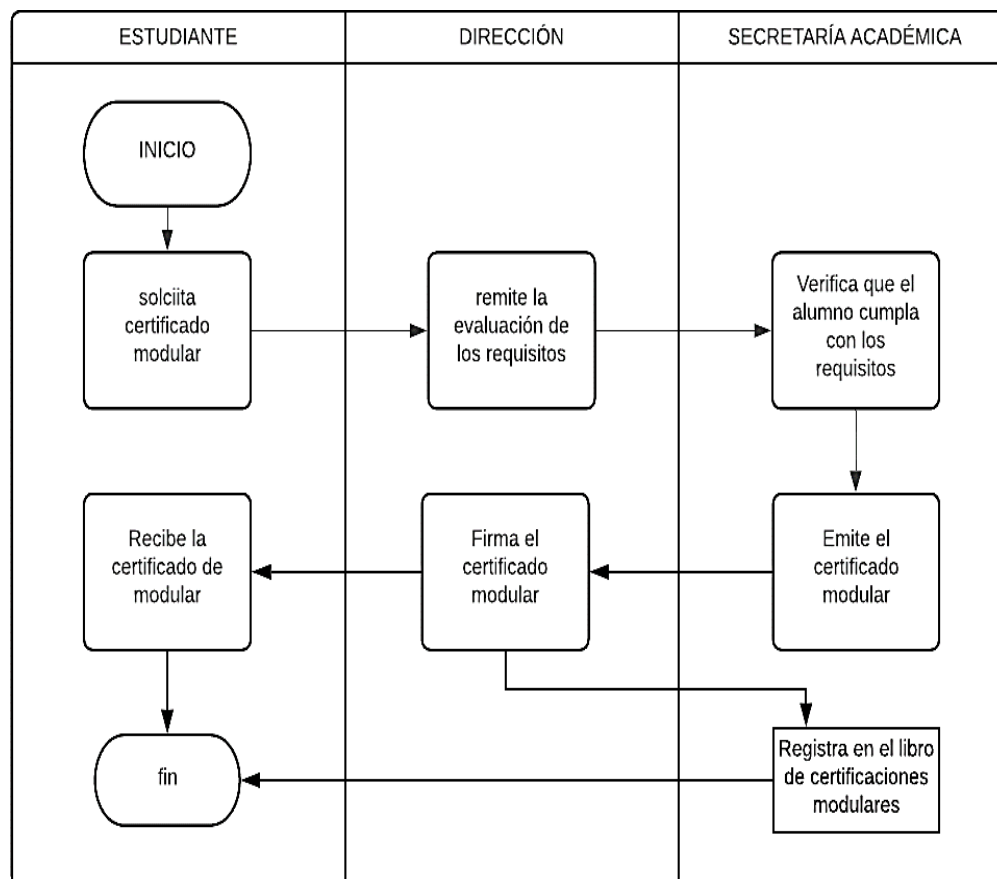 ESTUDIANTE
DIRECCIÓN
SECRETARÍA ACADÉMICA
INICIO
solciita
certificado
modular
remite la
evaluación de
los requisitos
Verifica que el
alumno cumpla
con los
requisitos
Recibe la
certificado de
modular
Firma el
certificado
modular
Emite el
certificado
modular
fin
Registra en el libro
de certificaciones
modulares